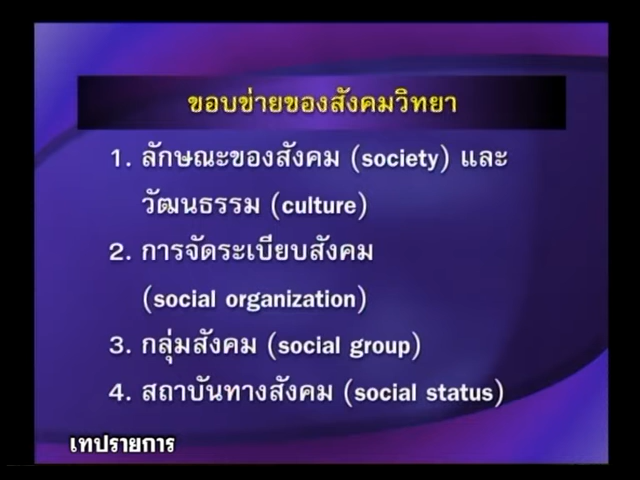 ขอบข่ายของสังคมวิทยา
1. ลักษณะของสังคม (society) และ
วัฒนธรรม (culture)
2. การจัดระเบียบสังคม
(social organization)
3. กลุ่มสังคม (social group)
4. สถาบันทางสังคม (social status)
เทปรายการ